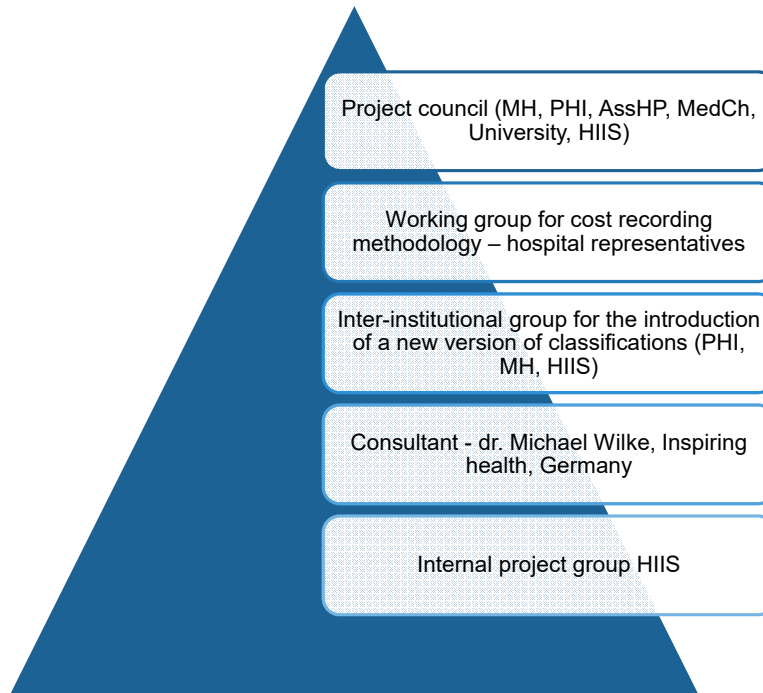 Project council (MH, PHI, AssHP, MedCh,
University, HIIS)
Working group for cost recording
methodology – hospital representatives
Inter-institutional group for the introduction
of a new version of classifications (PHI,
MH, HIIS)
Consultant - dr. Michael Wilke, Inspiring
health, Germany
Internal project group HIIS